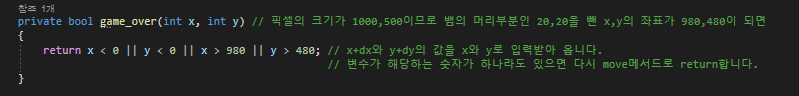 참조 1개
private bool game_over(int x, int y) // 픽셀의 크기가 1000,500이므로 뱀의 머리부분인 20,20을 뺀 x,y의 좌표가 980,480이 되면
{
return x < 0 || y < 0 || x > 980 || y > 480; // x+dx와 y+dy의 값을 x와 y로 입력받아 옵니다.
// 변수가 해당하는 숫자가 하나라도 있으면 다시 move메서드로 return합니다.
}